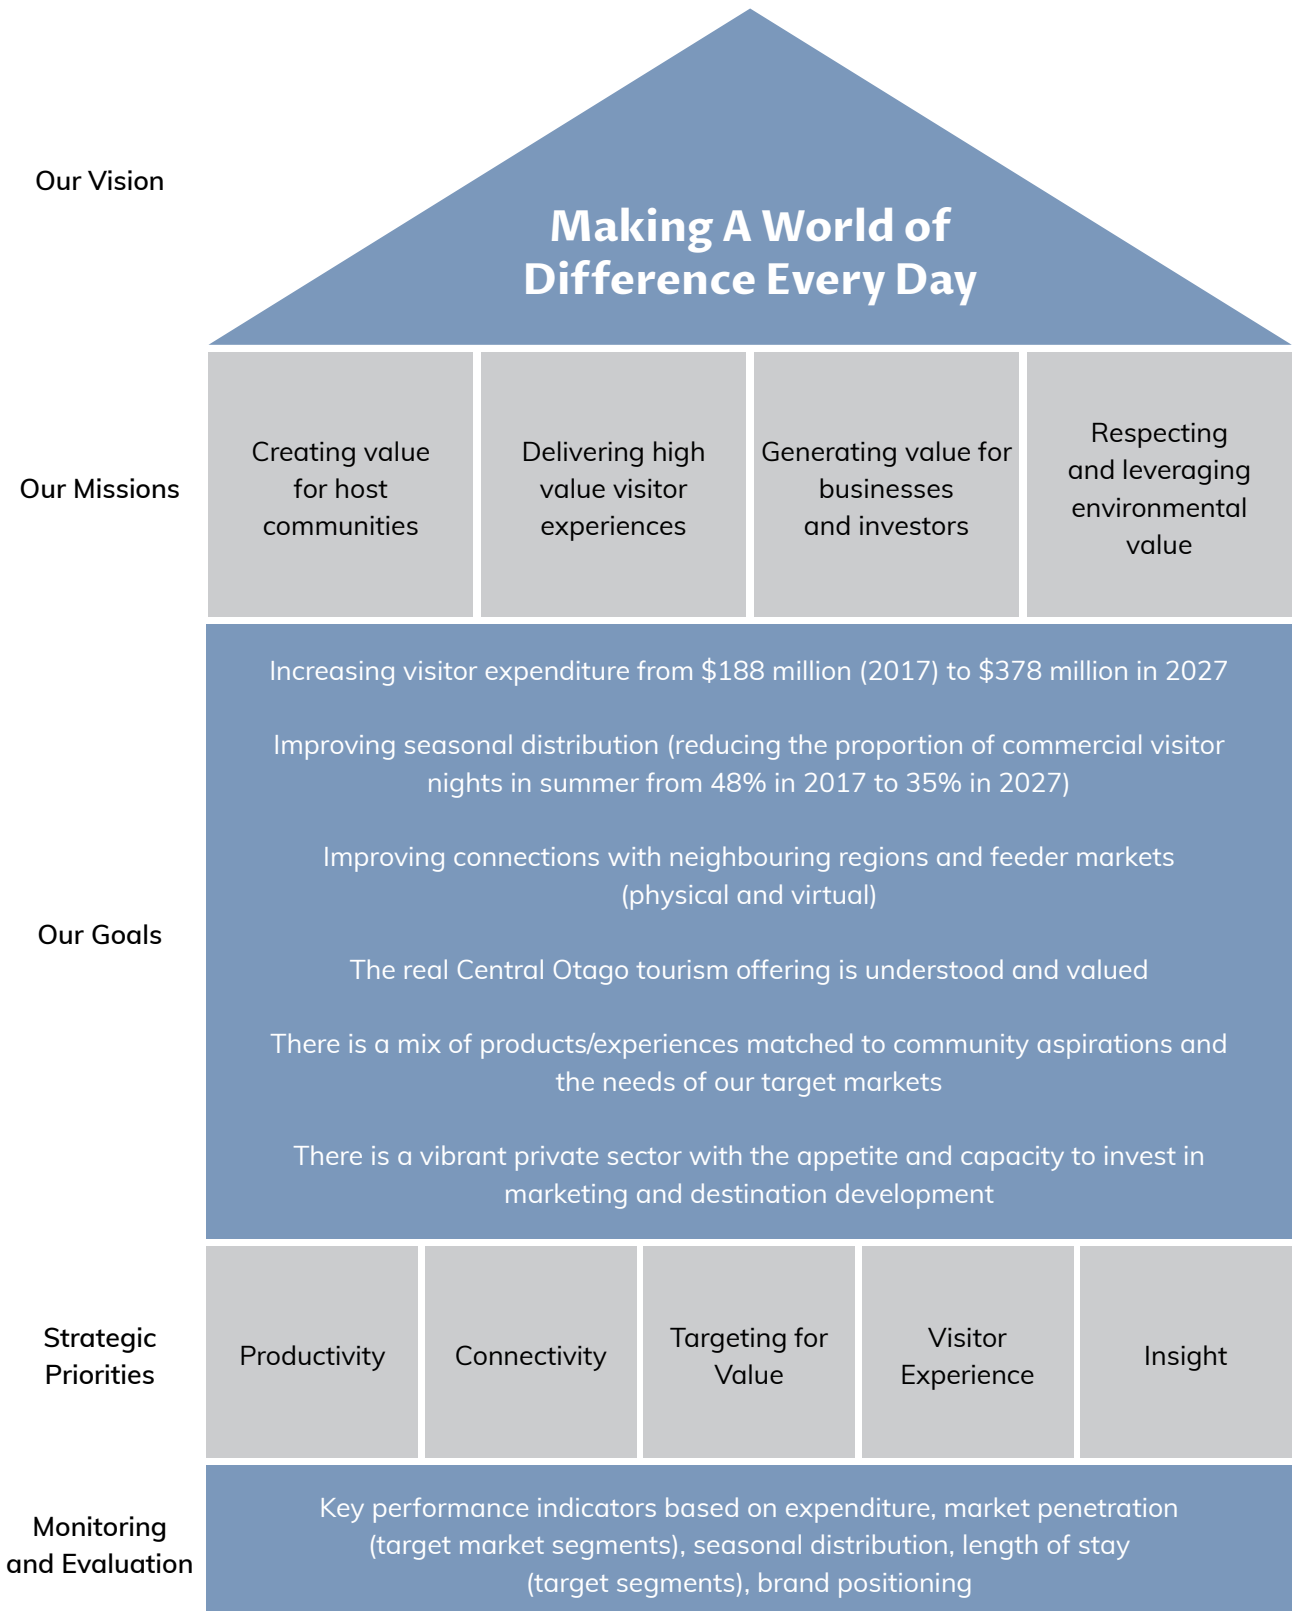 Our Vision
Making A World of
Difference Every Day
Our Missions
Creating value
for host
communities
Delivering high
value visitor
experiences
Generating value for
businesses
and investors
Respecting
and leveraging
environmental
value
Our Goals
Increasing visitor expenditure from $188 million (2017) to $378 million in 2027
Improving seasonal distribution (reducing the proportion of commercial visitor
nights in summer from 48% in 2017 to 35% in 2027)
Improving connections with neighbouring regions and feeder markets
(physical and virtual)
The real Central Otago tourism offering is understood and valued
There is a mix of products/experiences matched to community aspirations and
the needs of our target markets
There is a vibrant private sector with the appetite and capacity to invest in
marketing and destination development
Strategic
Priorities
Productivity
Connectivity
Targeting for
Value
Visitor
Experience
Insight
Monitoring
and Evaluation
Key performance indicators based on expenditure, market penetration
(target market segments), seasonal distribution, length of stay
(target segments), brand positioning